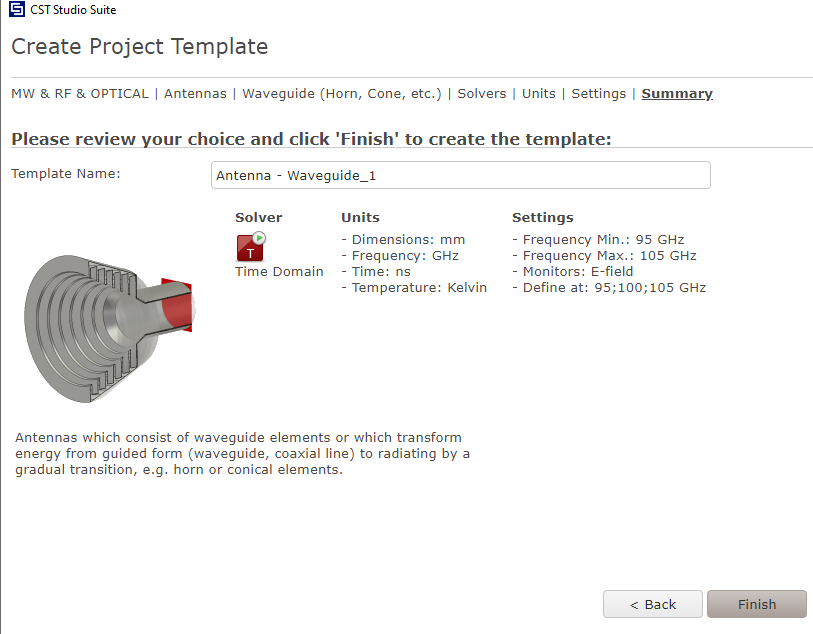 CST Studio Suite
Create Project Template
MW & RF & OPTICAL | Antennas | Waveguide (Horn, Cone, etc.) | Solvers | Units | Settings | Summary
Please review your choice and click 'Finish' to create the template:
Template Name: Antenna - Waveguide_1
Solver Units Settings
T
- Dimensions: mm - Frequency Min.: 95 GHz
- Frequency: GHz - Frequency Max.: 105 GHz
Time Domain - Time: ns - Monitors: E-field
- Temperature: Kelvin - Define at: 95;100;105 GHz
Antennas which consist of waveguide elements or which transform
energy from guided form (waveguide, coaxial line) to radiating by a
gradual transition, e.g. horn or conical elements.
< Back Finish